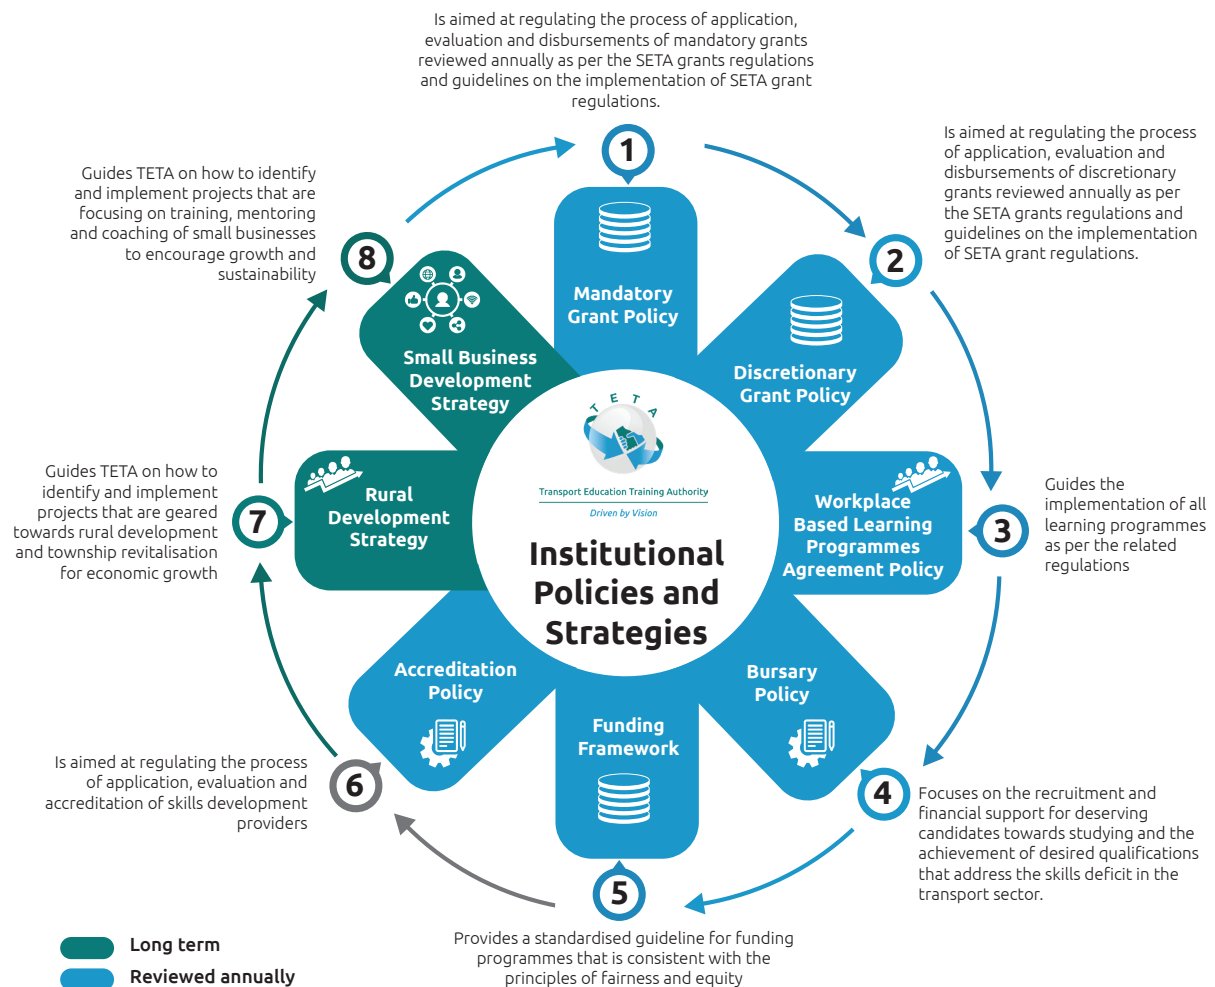 Is aimed at regulating the process of application,
evaluation and disbursements of mandatory grants
reviewed annually as per the SETA grants regulations
and guidelines on the implementation of SETA grant
regulations.
1
Mandatory
Grant Policy
Is aimed at regulating the process
of application, evaluation and
disbursements of discretionary
grants reviewed annually as per
the SETA grants regulations and
guidelines on the implementation
of SETA grant regulations.
2
Discretionary
Grant Policy
Guides the
implementation of all
learning programmes
as per the related
regulations
3
Workplace
Based Learning
Programmes
Agreement Policy
4
Bursary
Policy
Focuses on the recruitment and
financial support for deserving
candidates towards studying and the
achievement of desired qualifications
that address the skills deficit in the
transport sector.
Funding
Framework
5
Provides a standardised guideline for funding
programmes that is consistent with the
principles of fairness and equity
Accreditation
Policy
6
Is aimed at regulating the process
of application, evaluation and
accreditation of skills development
providers
Guides TETA on how to
identify and implement
projects that are geared
towards rural development
and township revitalisation
for economic growth
7
Rural
Development
Strategy
Guides TETA on how to identify
and implement projects that are
focusing on training, mentoring
and coaching of small businesses
to encourage growth and
sustainability
8
Small Business
Development
Strategy
TETA
Transport Education Training Authority
Driven by Vision
Institutional
Policies and
Strategies
Long term
Reviewed annually